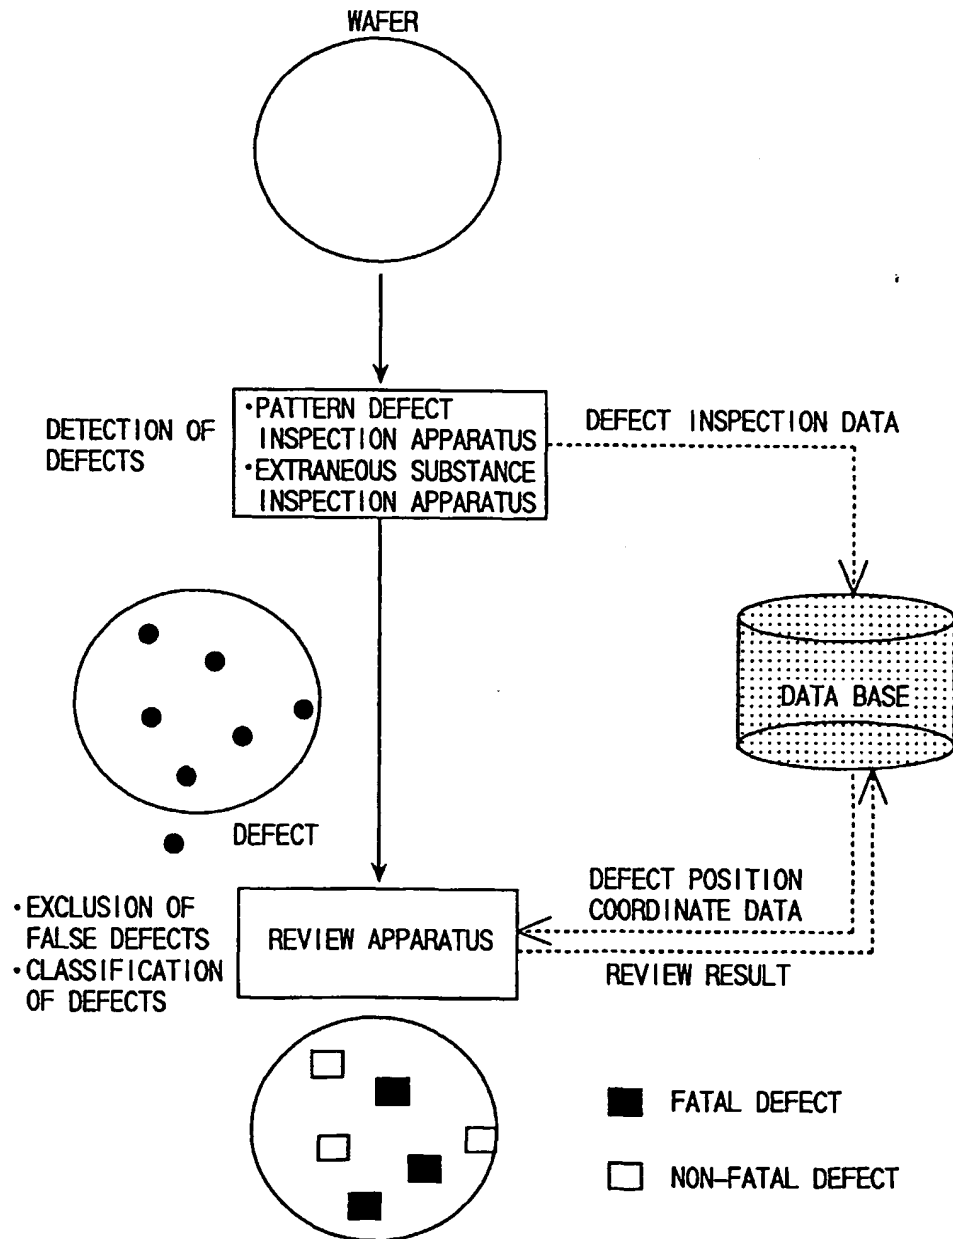 WAFER
DETECTION OF
DEFECTS
・PATTERN DEFECT
INSPECTION APPARATUS
・EXTRANEOUS SUBSTANCE
INSPECTION APPARATUS
DEFECT INSPECTION DATA
DATA BASE
DEFECT
・EXCLUSION OF
FALSE DEFECTS
・CLASSIFICATION
OF DEFECTS
REVIEW APPARATUS
DEFECT POSITION
COORDINATE DATA
REVIEW RESULT
FATAL DEFECT
NON-FATAL DEFECT